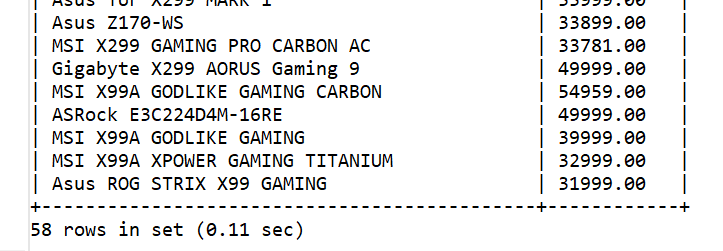 | Asus Z170-WS | 33899.00 |
| MSI X299 GAMING PRO CARBON AC | 33781.00 |
| Gigabyte X299 AORUS Gaming 9 | 49999.00 |
| MSI X99A GODLIKE GAMING CARBON | 54959.00 |
| ASRock E3C224D4M-16RE | 49999.00 |
| MSI X99A GODLIKE GAMING | 39999.00 |
| MSI X99A XPOWER GAMING TITANIUM | 32999.00 |
| Asus ROG STRIX X99 GAMING | 31999.00 |
+---------------------------------------------+------------+
58 rows in set (0.11 sec)